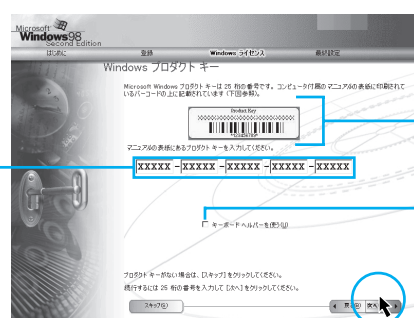 Microsoft
Windows98
Second Edition
はじめに 登録 Windows ライセンス 最終設定
Windows プロダクト キー
Microsoft Windows プロダクト キーは 25 桁の番号です。コンピュータ付属のマニュアルの表紙に印刷されて
いるバーコードの上に記載されています（下図参照）。
Product Key
XXXXX-XXXXX-XXXXX-XXXXX-XXXXX
*123456789*
マニュアルの表紙にあるプロダクト キーを入力してください。
XXXXX-XXXXX-XXXXX-XXXXX-XXXXX
キーボード ヘルパーを使う(U)
プロダクト キーがない場合は、[スキップ] をクリックしてください。
続行するには 25 桁の番号を入力して [次へ] をクリックしてください。
スキップ(S) 次へ